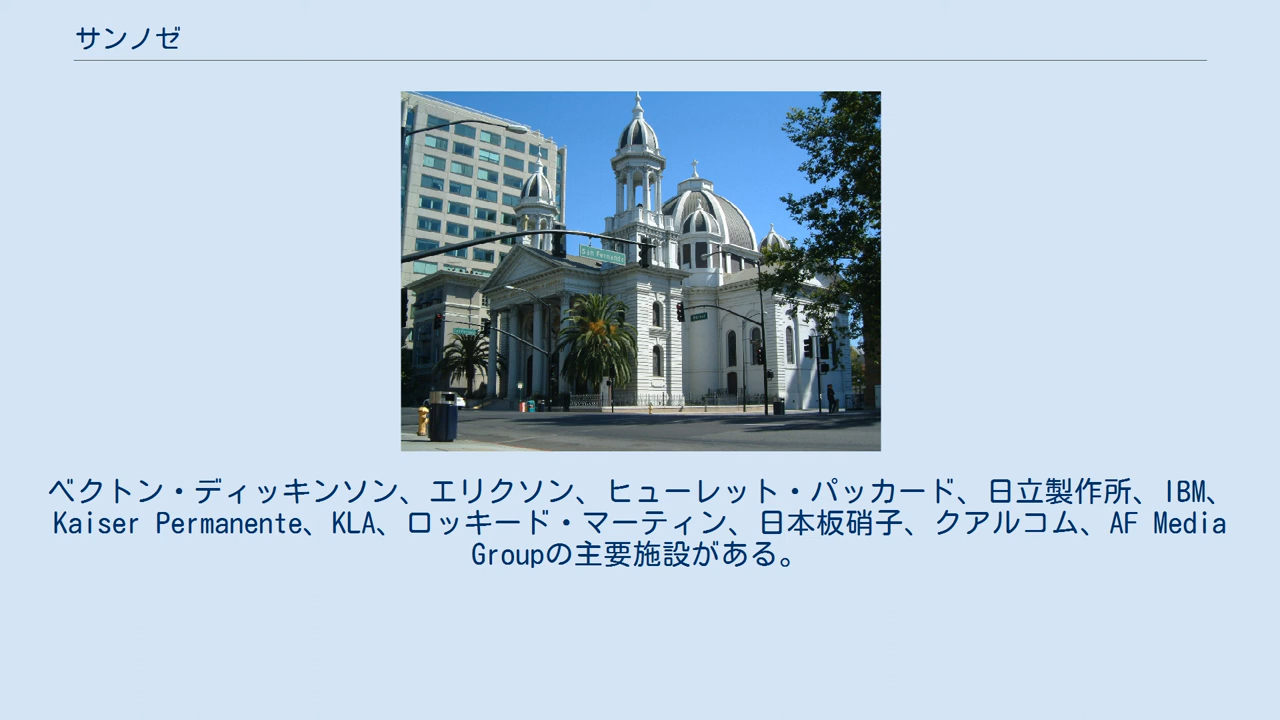 サンノゼ
San Fernando
ベクトン・ディッキンソン、エリクソン、ヒューレット・パッカード、日立製作所、IBM、
Kaiser Permanente、KLA、ロッキード・マーティン、日本板硝子、クアルコム、AF Media
Groupの主要施設がある。